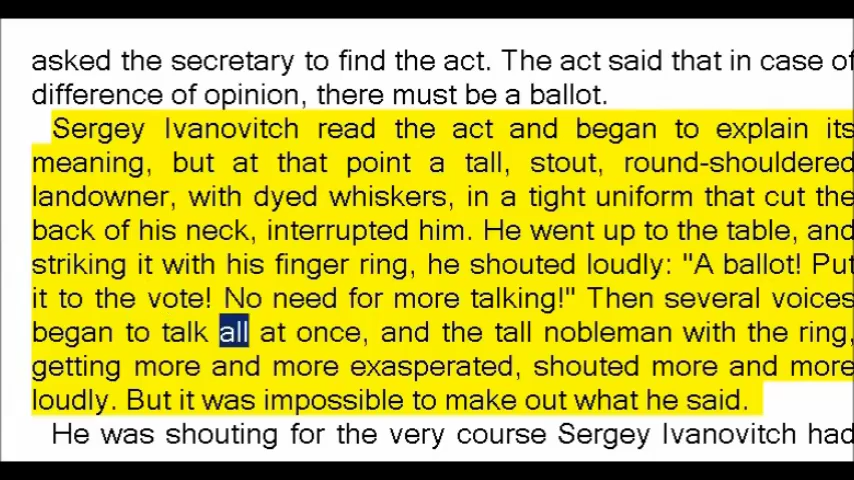 asked the secretary to find the act. The act said that in case of
difference of opinion, there must be a ballot.
Sergey Ivanovitch read the act and began to explain its
meaning, but at that point a tall, stout, round-shouldered
landowner, with dyed whiskers, in a tight uniform that cut the
back of his neck, interrupted him. He went up to the table, and
striking it with his finger ring, he shouted loudly: "A ballot! Put
it to the vote! No need for more talking!" Then several voices
began to talk all at once, and the tall nobleman with the ring,
getting more and more exasperated, shouted more and more
loudly. But it was impossible to make out what he said.
He was shouting for the very course Sergey Ivanovitch had